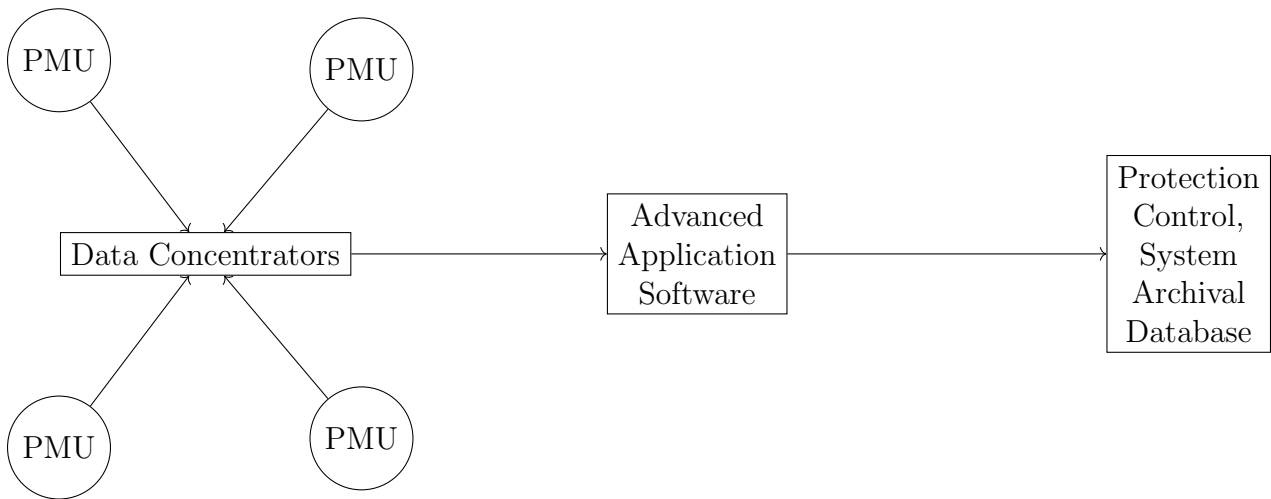 PMU
PMU
Data Concentrators
PMU
PMU
Advanced
Application
Software
Protection
Control,
System
Archival
Database